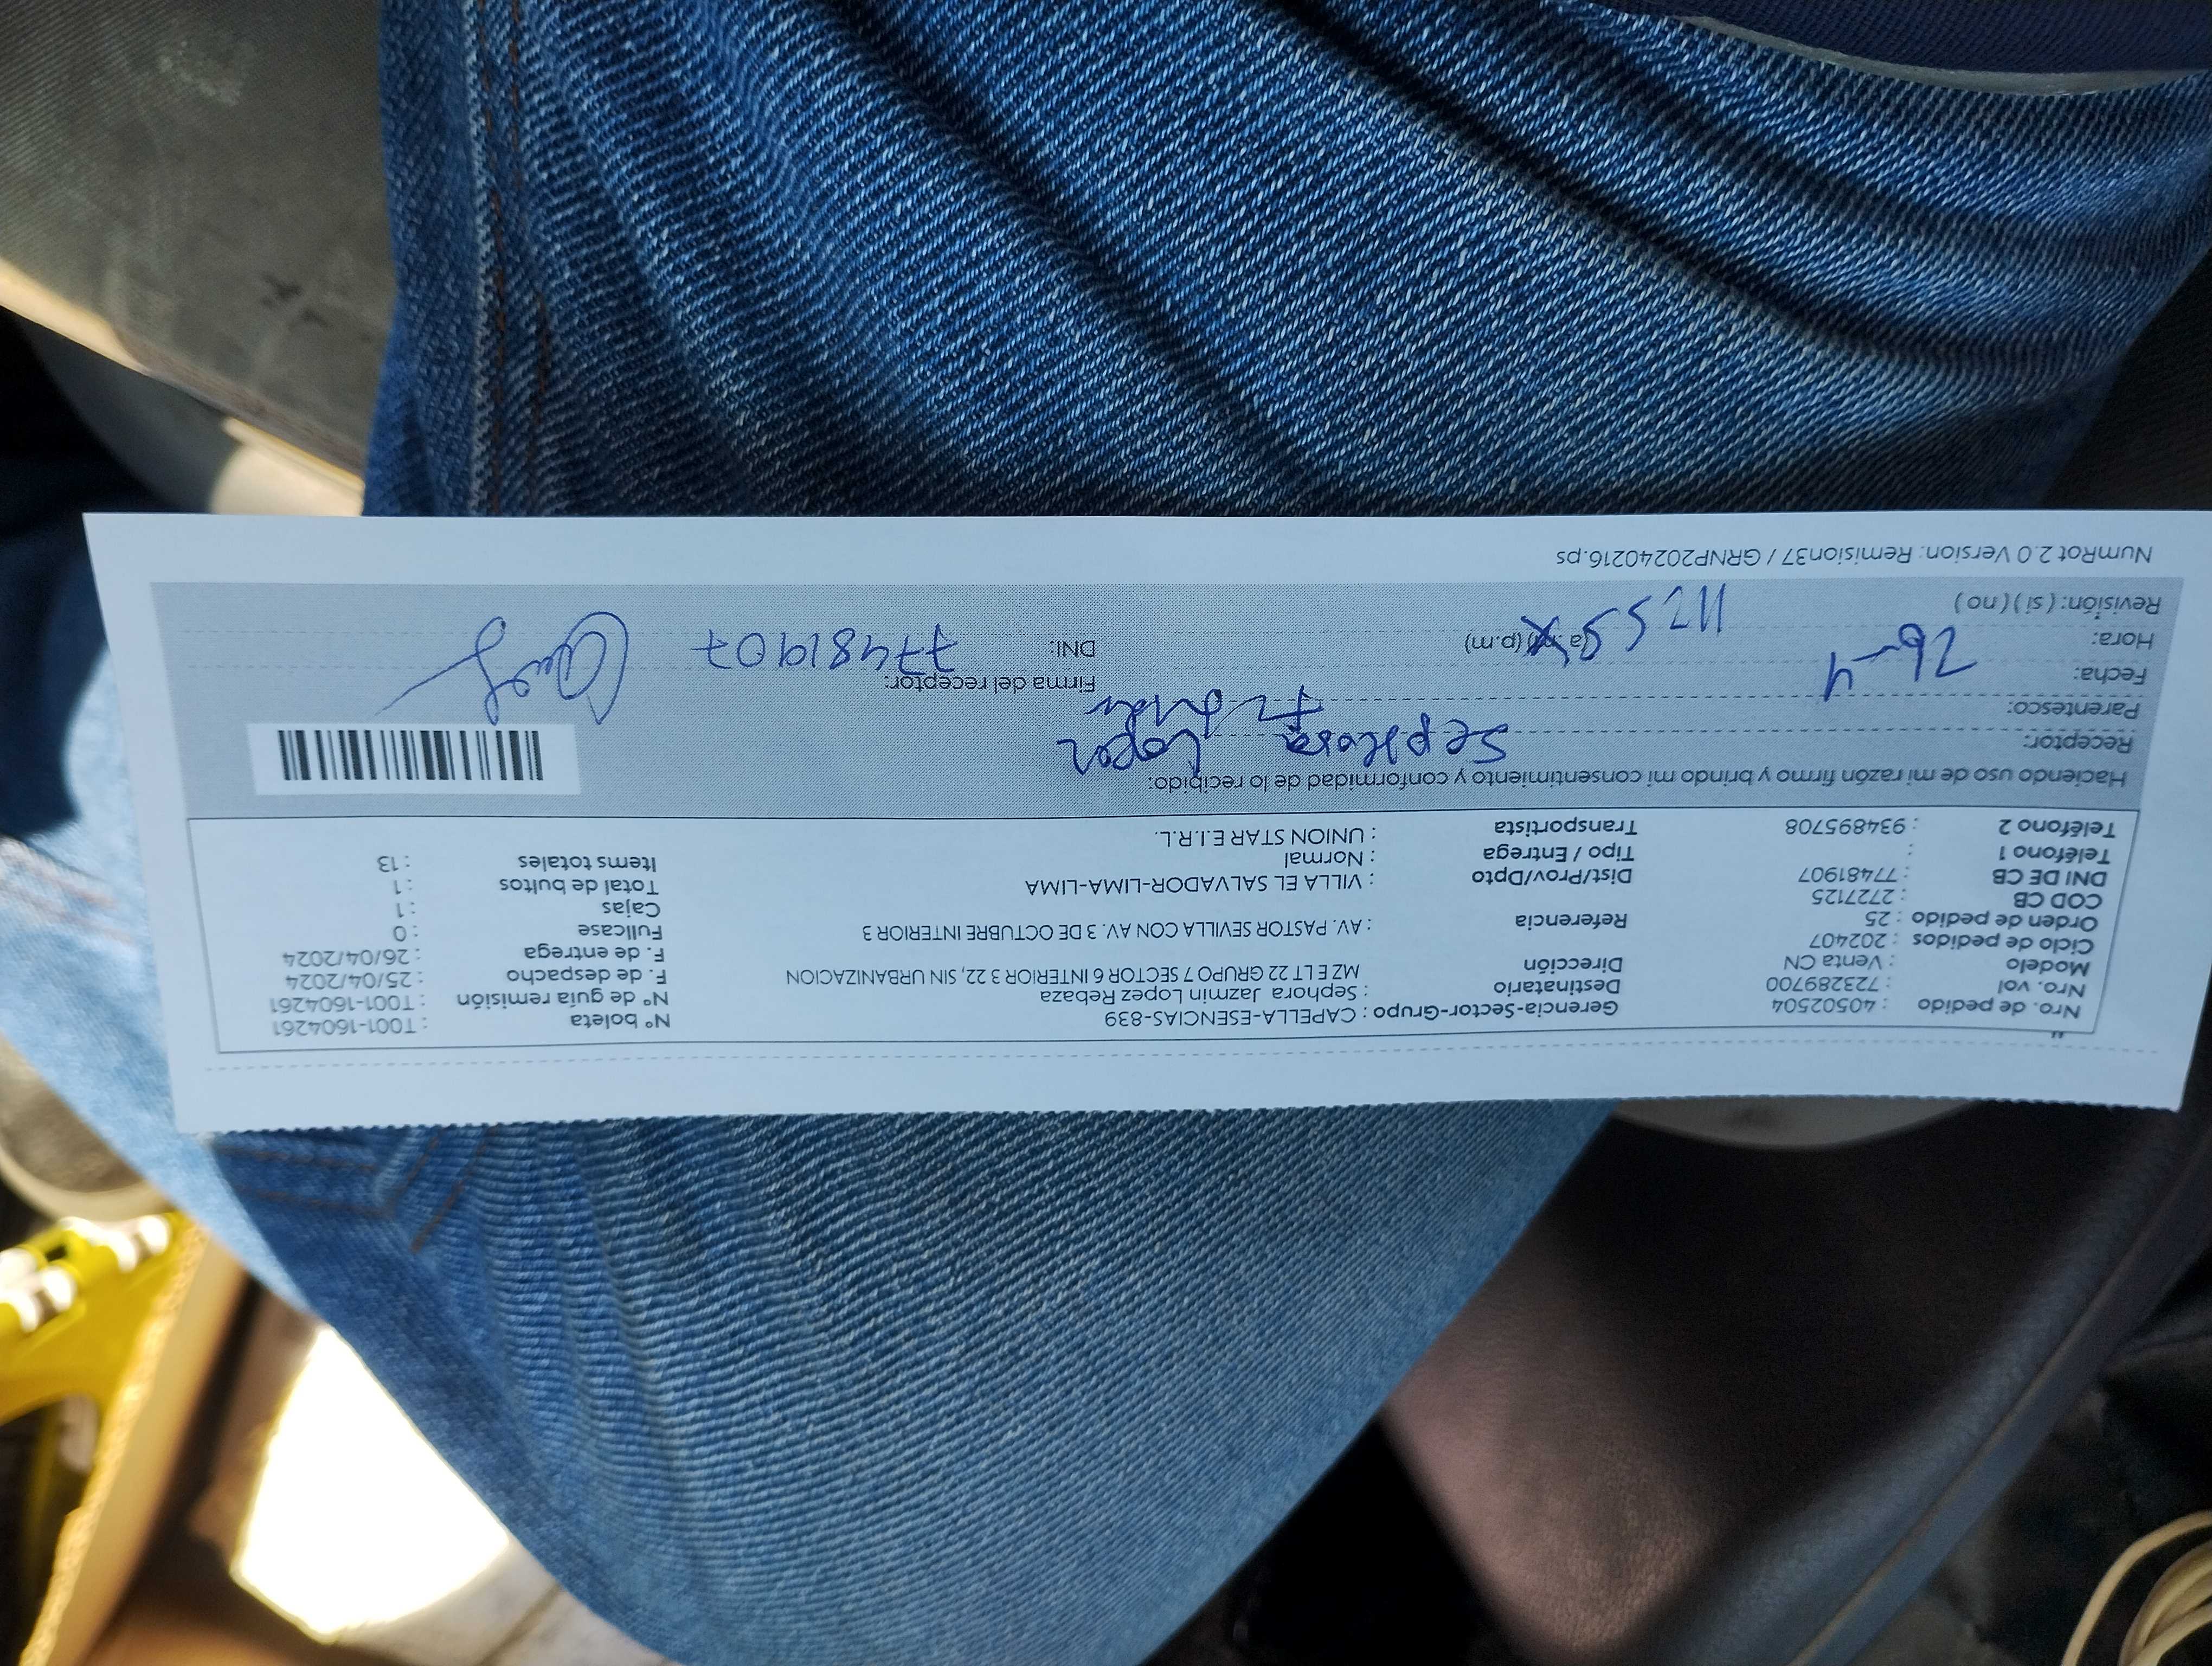 Nro. de pedido : 40502504 Gerencia-Sector-Grupo : CAPELLA-ESENCIAS-839 N° boleta : T001-1604261
Nro. vol : 723289700 Destinatario : Sephora Jazmin Lopez Rebaza N° de guía remisión : T001-1604261
Modelo : Venta CN Dirección MZ E LT 22 GRUPO 7 SECTOR 6 INTERIOR 3 22, SIN URBANIZACION F. de despacho : 25/04/2024
Ciclo de pedidos : 202407 F. de entrega : 26/04/2024
Orden de pedido : 25 Referencia : AV. PASTOR SEVILLA CON AV. 3 DE OCTUBRE INTERIOR 3 Fullcase : 0
COD CB : 2727125 Cajas : 1
DNI DE CB : 77481907 Dist/Prov/Dpto : VILLA EL SALVADOR-LIMA-LIMA Total de bultos : 1
Teléfono 1 : Tipo / Entrega : Normal Items totales : 13
Teléfono 2 : 934895708 Transportista : UNION STAR E.I.R.L.
Haciendo uso de mi razón firmo y brindo mi consentimiento y conformidad de lo recibido:
Receptor: Sephora Lopez
Parentesco:
Fecha: 26-4 Firma del receptor:
Hora: 1125 (p.m) DNI: 77481907
Revisión: ( si ) ( no )
NumRot 2.0 Version: Remision37 / GRNP20240216.ps